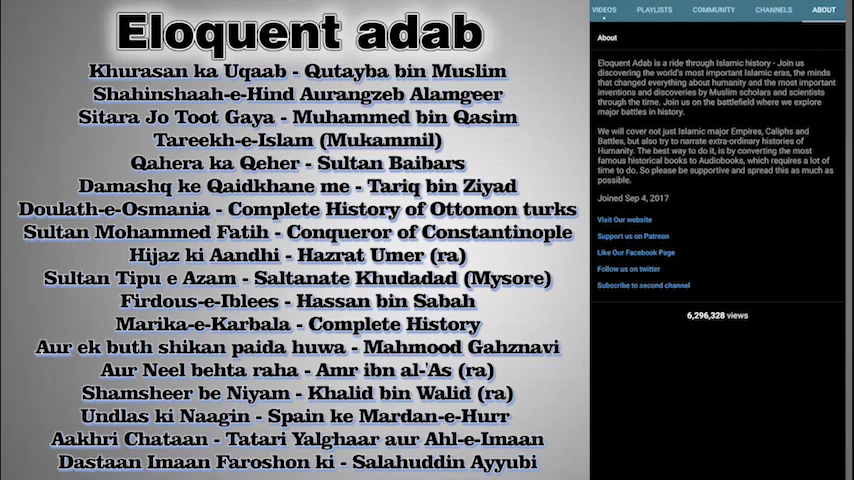 Eloquent adab
Khurasan ka Uqaab - Qutayba bin Muslim
Shahinshaah-e-Hind Aurangzeb Alamgeer
Sitara Jo Toot Gaya - Muhammed bin Qasim
Tareekh-e-Islam (Mukammil)
Qahera ka Qeher - Sultan Baibars
Damashq ke Qaidkhane me - Tariq bin Ziyad
Doulath-e-Osmania - Complete History of Ottomon turks
Sultan Mohammed Fatih - Conqueror of Constantinople
Hijaz ki Aandhi - Hazrat Umer (ra)
Sultan Tipu e Azam - Saltanate Khudadad (Mysore)
Firdous-e-Iblees - Hassan bin Sabah
Marika-e-Karbala - Complete History
Aur ek buth shikan paida huwa - Mahmood Gahznavi
Aur Neel behta raha - Amr ibn al-'As (ra)
Shamsheer be Niyam - Khalid bin Walid (ra)
Undlas ki Naagin - Spain ke Mardan-e-Hurr
Aakhri Chataan - Tatari Yalghaar aur Ahl-e-Imaan
Dastaan Imaan Faroshon ki - Salahuddin Ayyubi
VIDEOS PLAYLISTS COMMUNITY CHANNELS ABOUT
About
Eloquent Adab is a ride through Islamic history - Join us
discovering the world's most important Islamic eras, the minds
that changed everything about humanity and the most important
inventions and discoveries by Muslim scholars and scientists
through the time. Join us on the battlefield where we explore
major battles in history.
We will cover not just Islamic major Empires, Caliphs and
Battles, but also try to narrate extra-ordinary histories of
Humanity. The best way to do it, is by converting the most
famous historical books to Audiobooks, which requires a lot of
time to do. So please be supportive and spread this as much as
possible.
Joined Sep 4, 2017
Visit Our website
Support us on Patreon
Like Our Facebook Page
Follow us on twitter
Subscribe to second channel
6,296,328 views